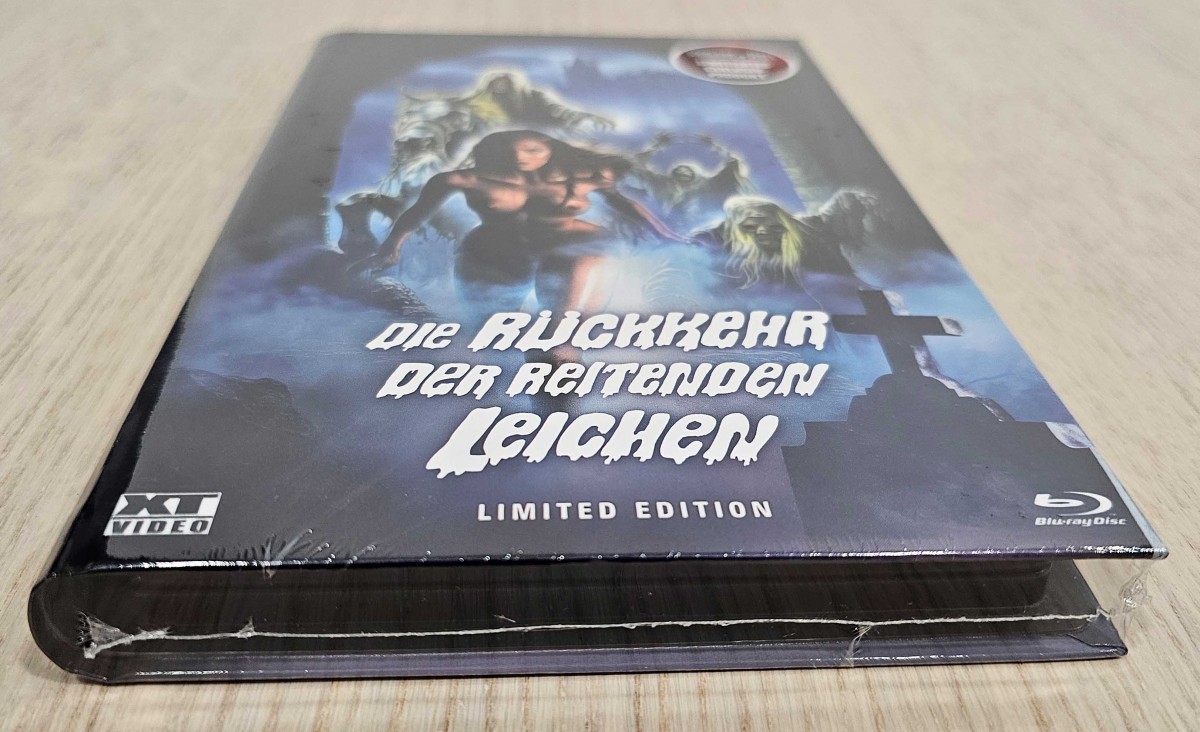 DIE RÜCKKEHR
DER REITENDEN
LEICHEN
LIMITED EDITION
XT
VIDEO
Blu-ray Disc